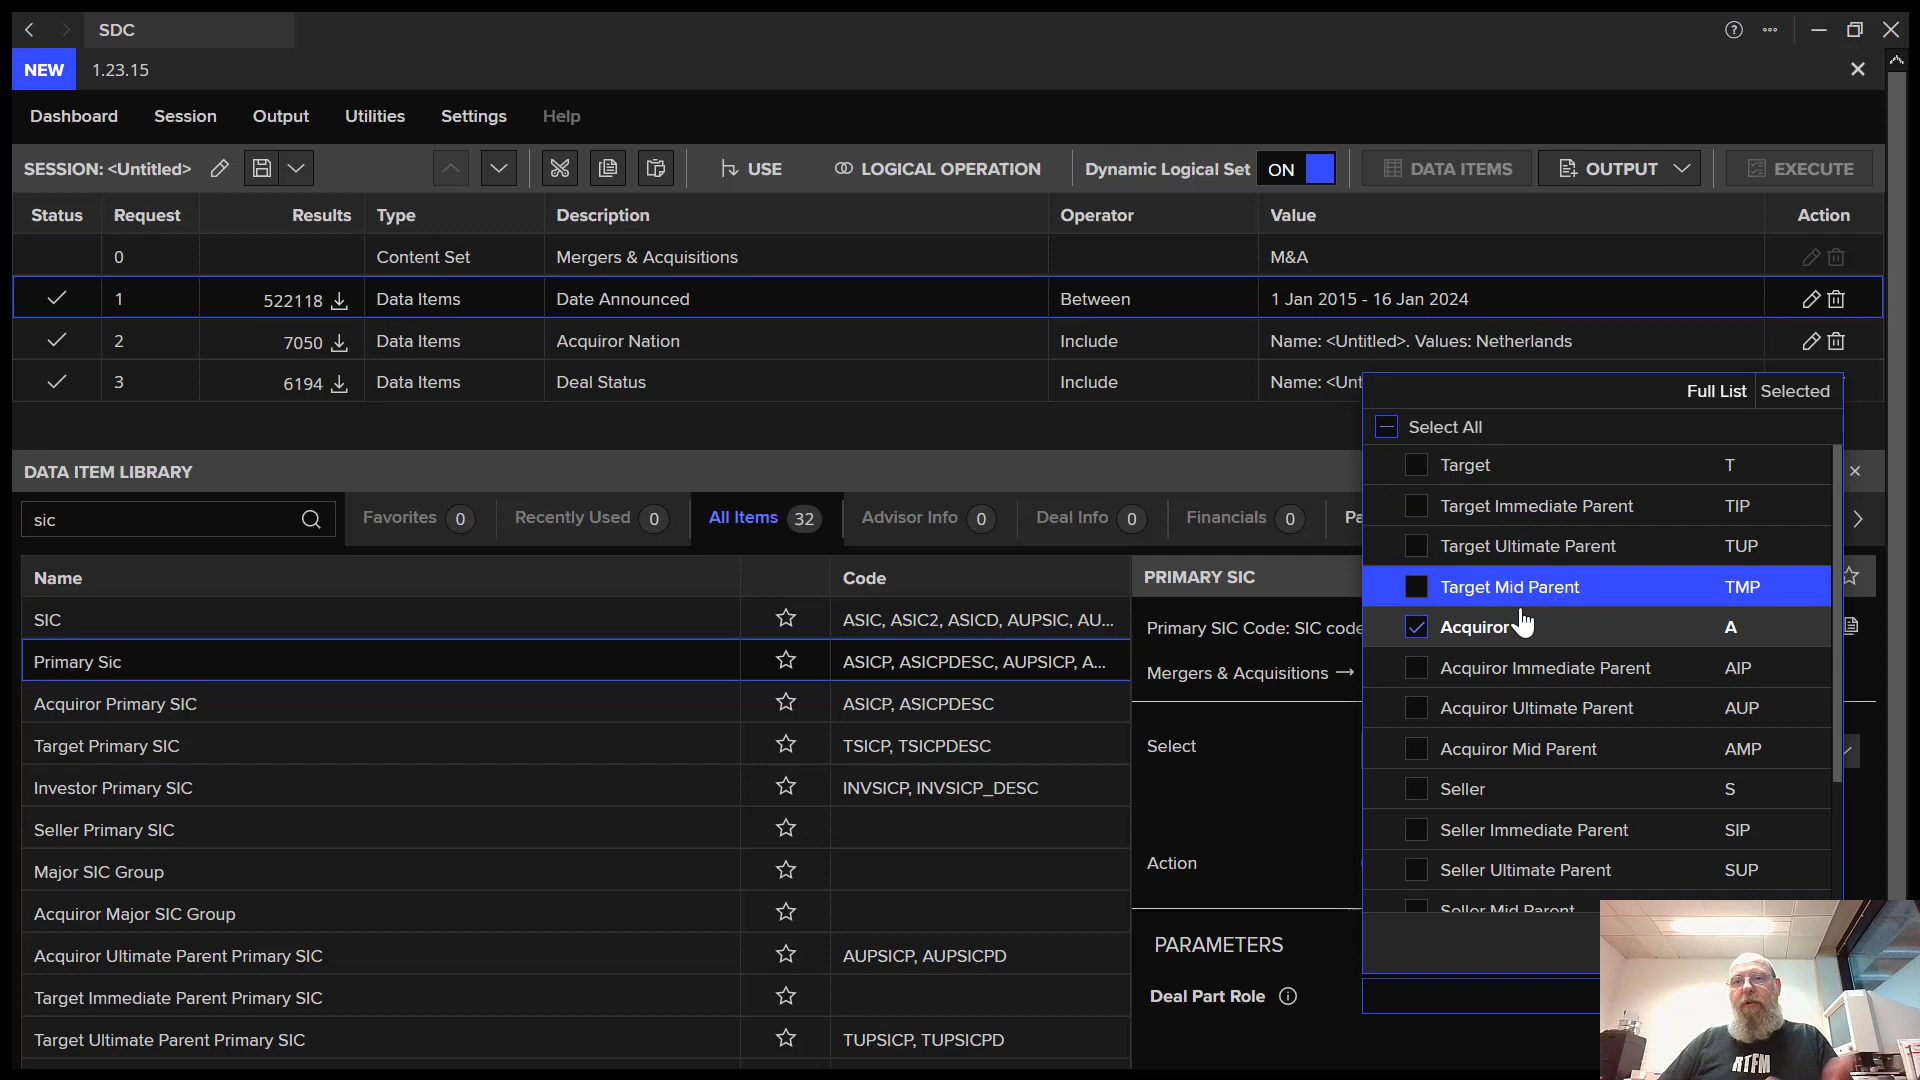 SDC
NEW 1.23.15
Dashboard Session Output Utilities Settings Help
SESSION: <Untitled> USE LOGICAL OPERATION Dynamic Logical Set ON DATA ITEMS OUTPUT EXECUTE
Status Request Results Type Description Operator Value Action
0 Content Set Mergers & Acquisitions M&A
1 522118 Data Items Date Announced Between 1 Jan 2015 - 16 Jan 2024
2 7050 Data Items Acquiror Nation Include Name: <Untitled>. Values: Netherlands
3 6194 Data Items Deal Status Include Name: <Unt
Full List Selected
Select All
Target T
Target Immediate Parent TIP
Target Ultimate Parent TUP
Target Mid Parent TMP
Acquiror A
Acquiror Immediate Parent AIP
Acquiror Ultimate Parent AUP
Acquiror Mid Parent AMP
Seller S
Seller Immediate Parent SIP
Seller Ultimate Parent SUP
Seller Mid Parent
DATA ITEM LIBRARY
sic Favorites 0 Recently Used 0 All Items 32 Advisor Info 0 Deal Info 0 Financials 0 Pa
Name Code
SIC ASIC, ASIC2, ASICD, AUPSIC, AU...
Primary Sic ASICP, ASICPDESC, AUPSICP, A...
Acquiror Primary SIC ASICP, ASICPDESC
Target Primary SIC TSICP, TSICPDESC
Investor Primary SIC INVSICP, INVSICP_DESC
Seller Primary SIC
Major SIC Group
Acquiror Major SIC Group
Acquiror Ultimate Parent Primary SIC AUPSICP, AUPSICPD
Target Immediate Parent Primary SIC
Target Ultimate Parent Primary SIC TUPSICP, TUPSICPD
PRIMARY SIC
Primary SIC Code: SIC code
Mergers & Acquisitions →
Select
Action
PARAMETERS
Deal Part Role
RTFM